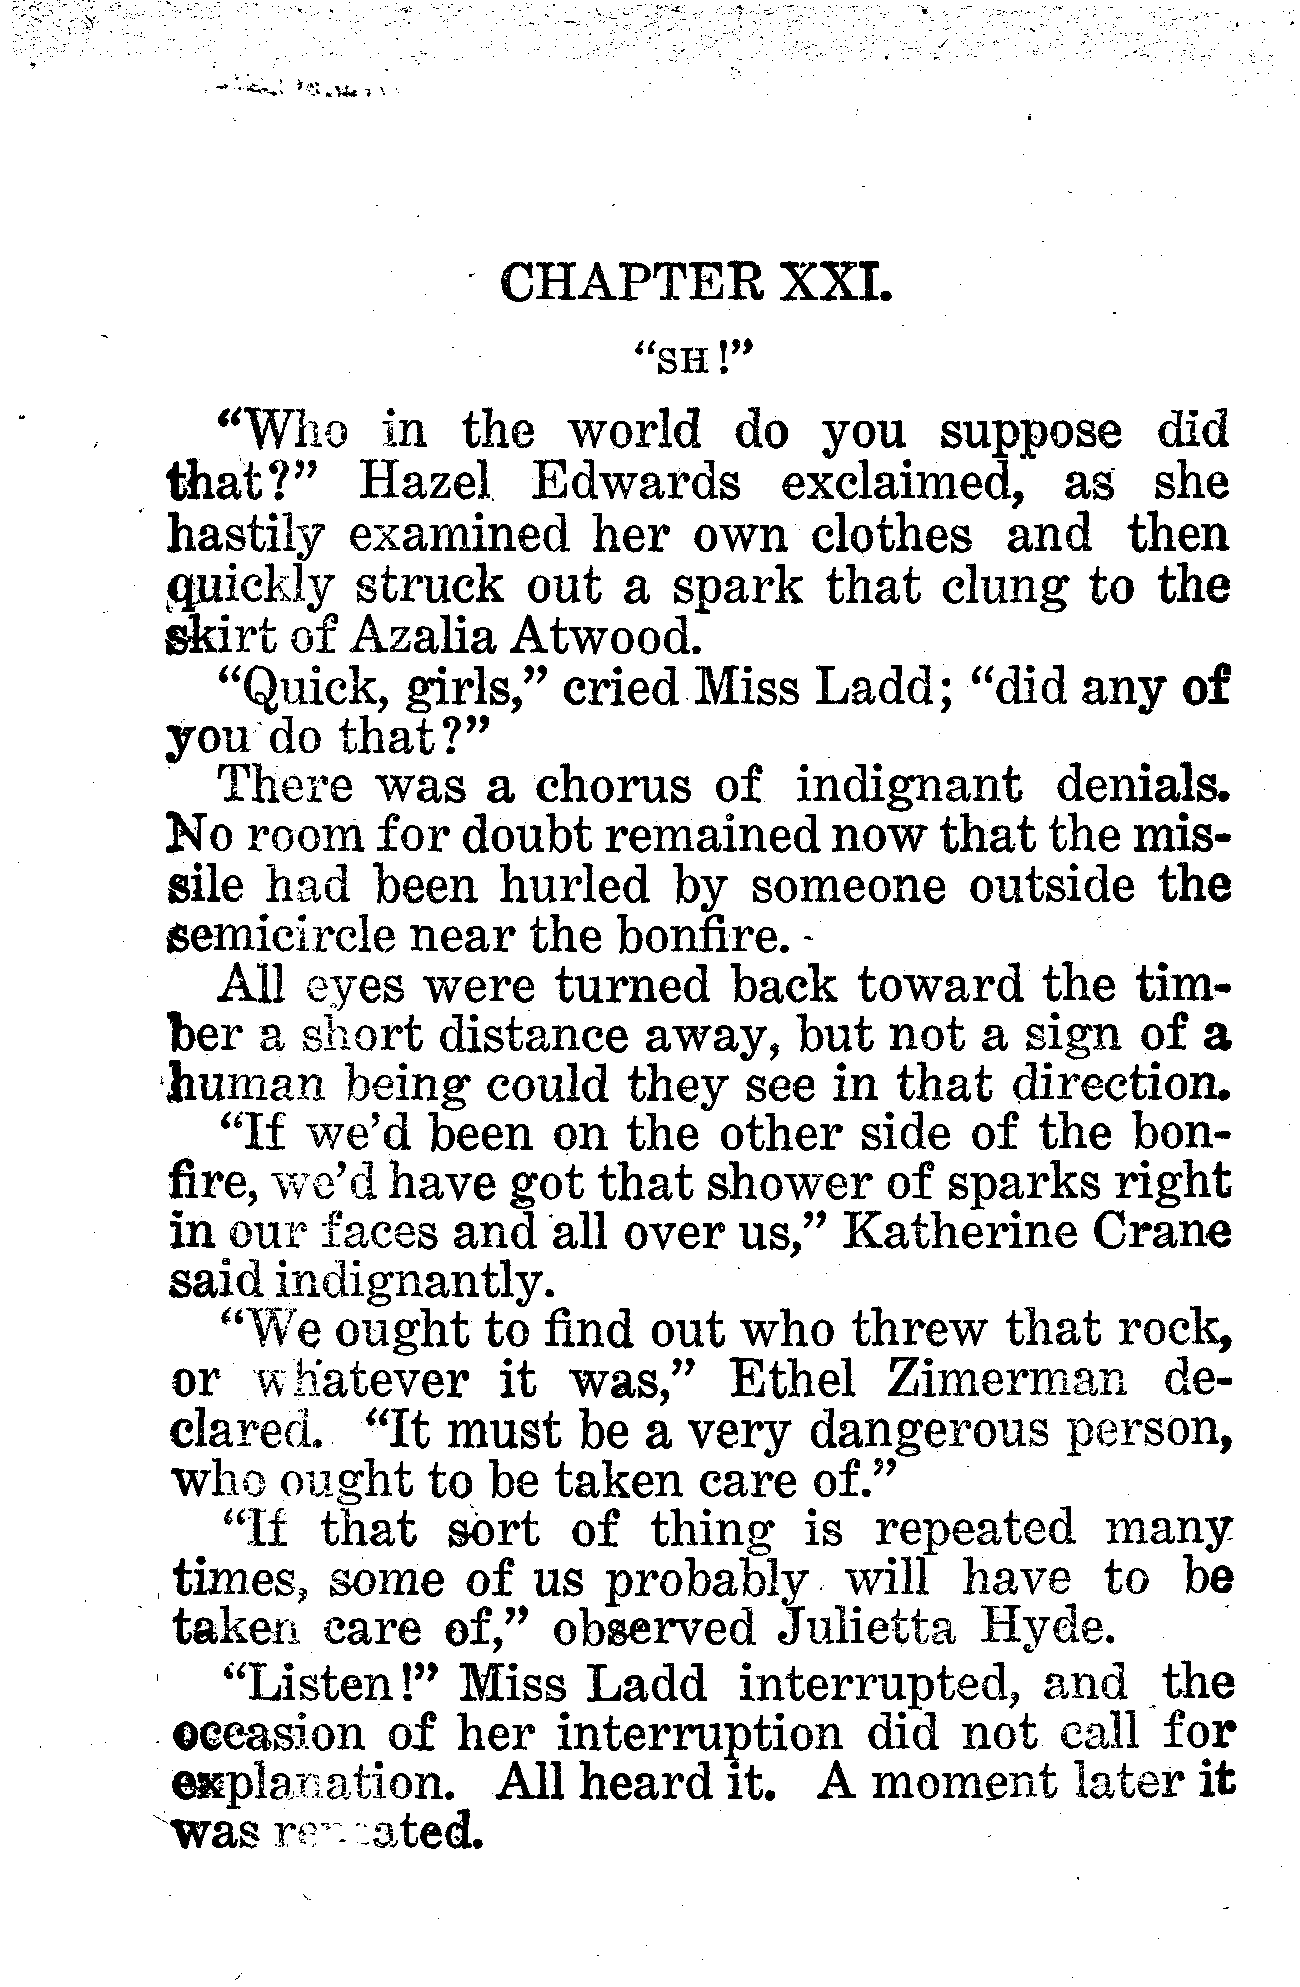 CHAPTER XXI.
“SH!”
“Who in the world do you suppose did
that?” Hazel Edwards exclaimed, as she
hastily examined her own clothes and then
quickly struck out a spark that clung to the
skirt of Azalia Atwood.
“Quick, girls,” cried Miss Ladd; “did any of
you do that?”
There was a chorus of indignant denials.
No room for doubt remained now that the mis-
sile had been hurled by someone outside the
semicircle near the bonfire.
All eyes were turned back toward the tim-
ber a short distance away, but not a sign of a
human being could they see in that direction.
“If we’d been on the other side of the bon-
fire, we’d have got that shower of sparks right
in our faces and all over us,” Katherine Crane
said indignantly.
“We ought to find out who threw that rock,
or whatever it was,” Ethel Zimerman de-
clared. “It must be a very dangerous person,
who ought to be taken care of.”
“If that sort of thing is repeated many
times, some of us probably will have to be
taken care of,” observed Julietta Hyde.
“Listen!” Miss Ladd interrupted, and the
occasion of her interruption did not call for
explanation. All heard it. A moment later it
was repeated.